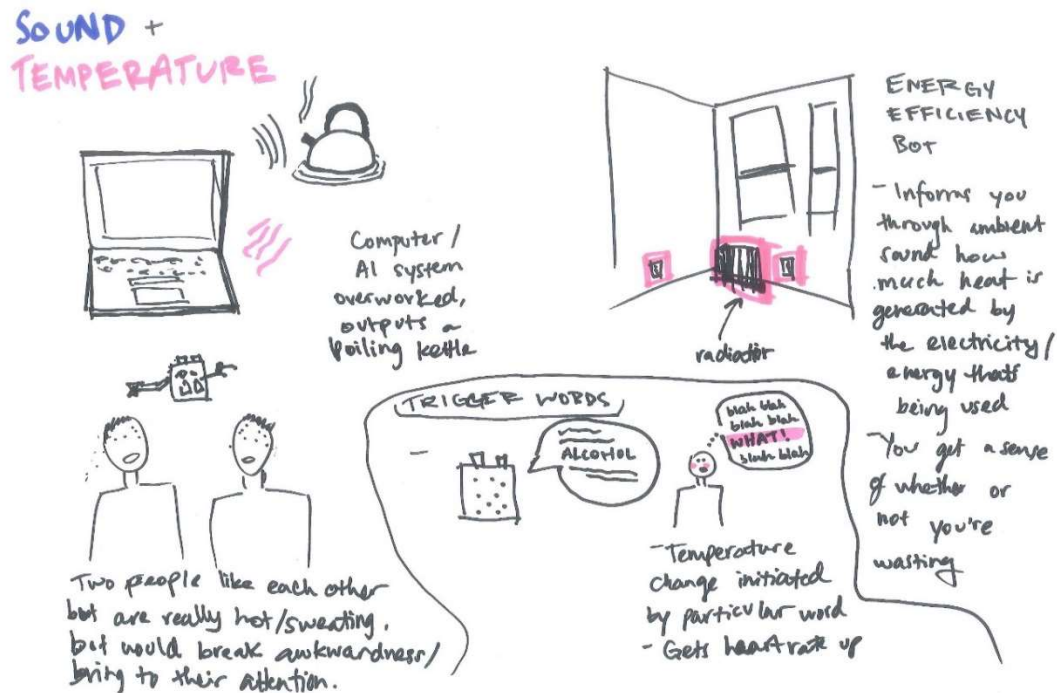 SOUND +
TEMPERATURE
Computer /
AI system
overworked,
outputs a
boiling kettle
radiator
ENERGY
EFFICIENCY
BOT
- Informs you
through ambient
sound how
much heat is
generated by
the electricity/
energy that's
being used
- You get a sense
of whether or
not you're
wasting
Two people like each other
but are really hot/sweating.
bot would break awkwardness/
bring to their attention.
TRIGGER WORDS
ALCOHOL
blah blah
blah blah
WHAT!
blah blah
- Temperature
change initiated
by particular word
- Gets heart rate up